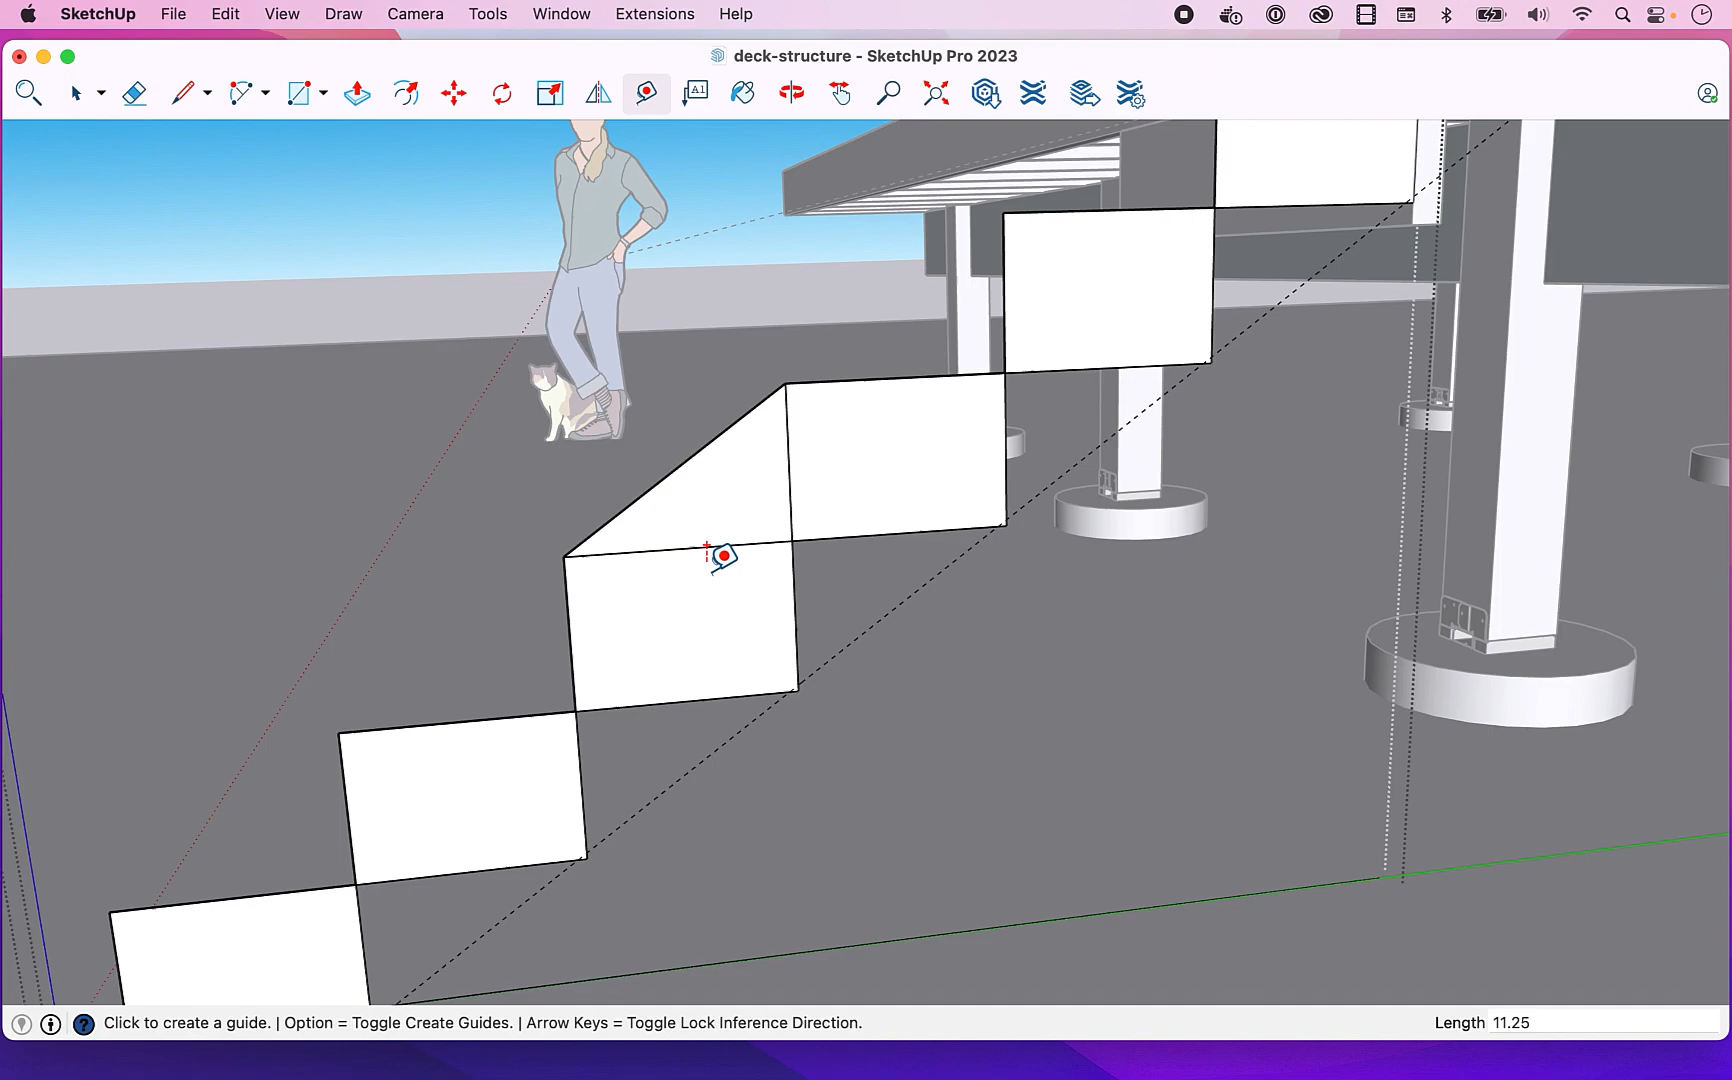 SketchUp File Edit View Draw Camera Tools Window Extensions Help
deck-structure - SketchUp Pro 2023
A1
Click to create a guide. | Option = Toggle Create Guides. | Arrow Keys = Toggle Lock Inference Direction.
Length 11.25